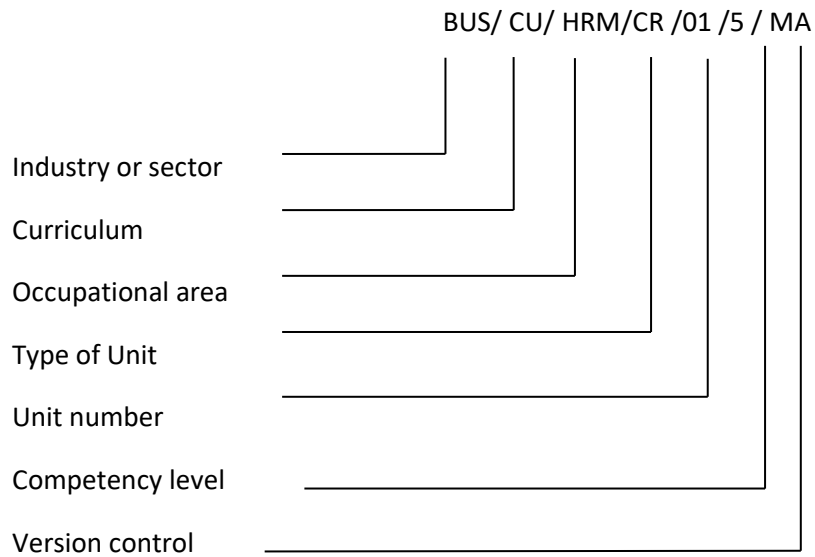 BUS/ CU/ HRM/CR /01 /5 / MA
Industry or sector
Curriculum
Occupational area
Type of Unit
Unit number
Competency level
Version control